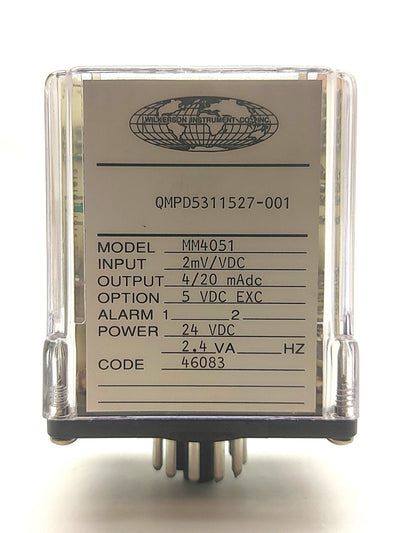 WILKERSON INSTRUMENT CO., INC.
QMPD5311527-001
MODEL MM4051
INPUT 2mV/VDC
OUTPUT 4/20 mAdc
OPTION 5 VDC EXC
ALARM 1 2
POWER 24 VDC
2.4 VA HZ
CODE 46083